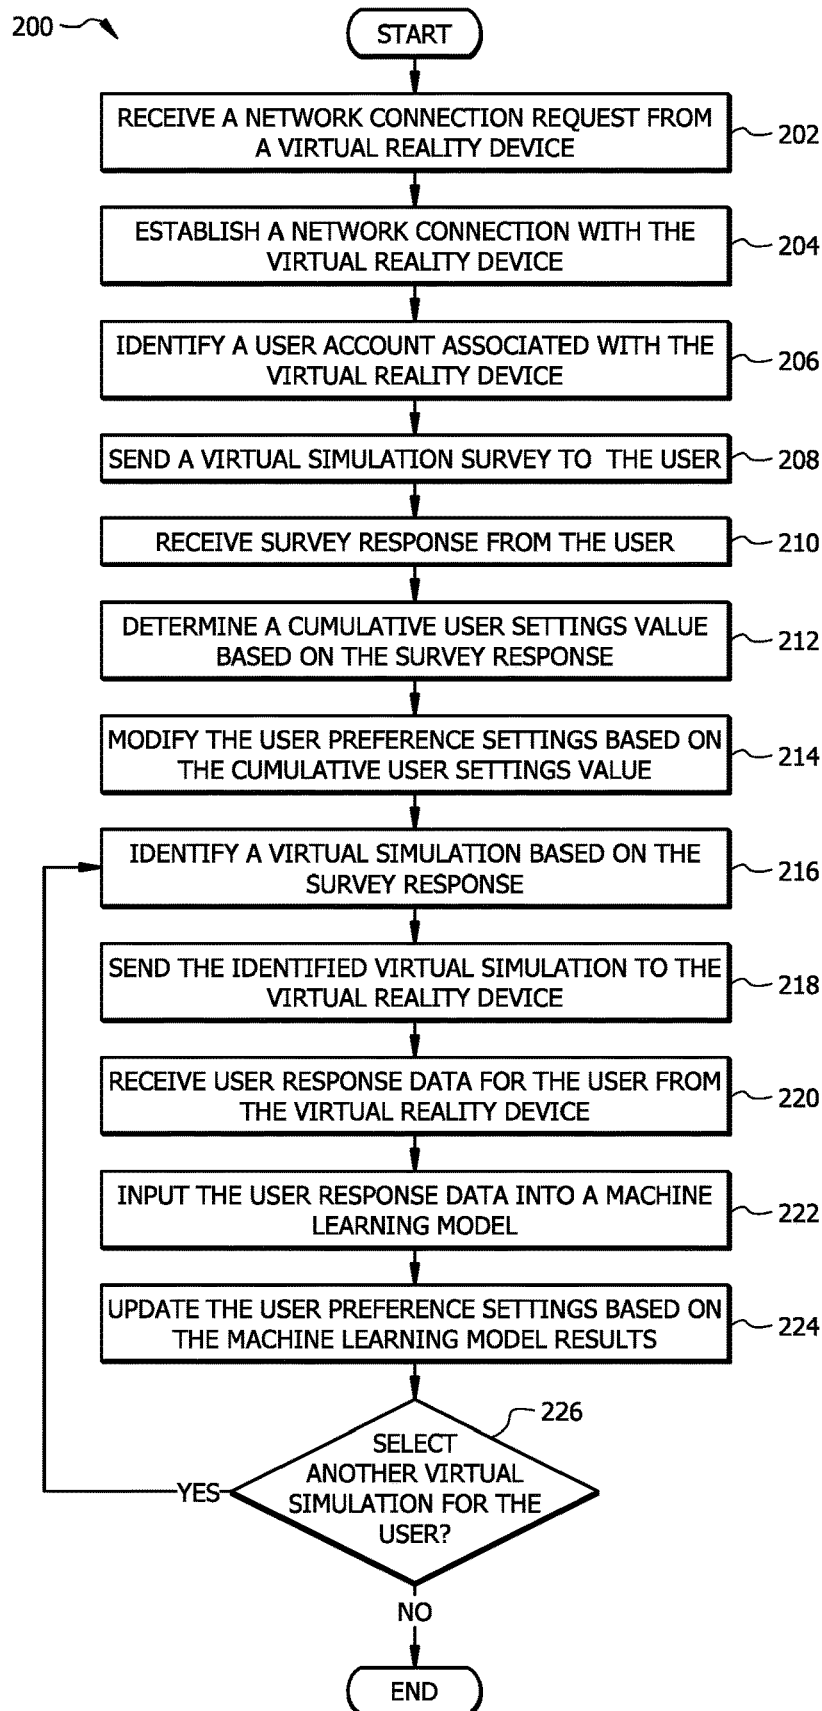 200
START
RECEIVE A NETWORK CONNECTION REQUEST FROM
A VIRTUAL REALITY DEVICE
202
ESTABLISH A NETWORK CONNECTION WITH THE
VIRTUAL REALITY DEVICE
204
IDENTIFY A USER ACCOUNT ASSOCIATED WITH THE
VIRTUAL REALITY DEVICE
206
SEND A VIRTUAL SIMULATION SURVEY TO THE USER
208
RECEIVE SURVEY RESPONSE FROM THE USER
210
DETERMINE A CUMULATIVE USER SETTINGS VALUE
BASED ON THE SURVEY RESPONSE
212
MODIFY THE USER PREFERENCE SETTINGS BASED ON
THE CUMULATIVE USER SETTINGS VALUE
214
IDENTIFY A VIRTUAL SIMULATION BASED ON THE
SURVEY RESPONSE
216
SEND THE IDENTIFIED VIRTUAL SIMULATION TO THE
VIRTUAL REALITY DEVICE
218
RECEIVE USER RESPONSE DATA FOR THE USER FROM
THE VIRTUAL REALITY DEVICE
220
INPUT THE USER RESPONSE DATA INTO A MACHINE
LEARNING MODEL
222
UPDATE THE USER PREFERENCE SETTINGS BASED ON
THE MACHINE LEARNING MODEL RESULTS
224
226
SELECT
ANOTHER VIRTUAL
SIMULATION FOR THE
USER?
YES
NO
END